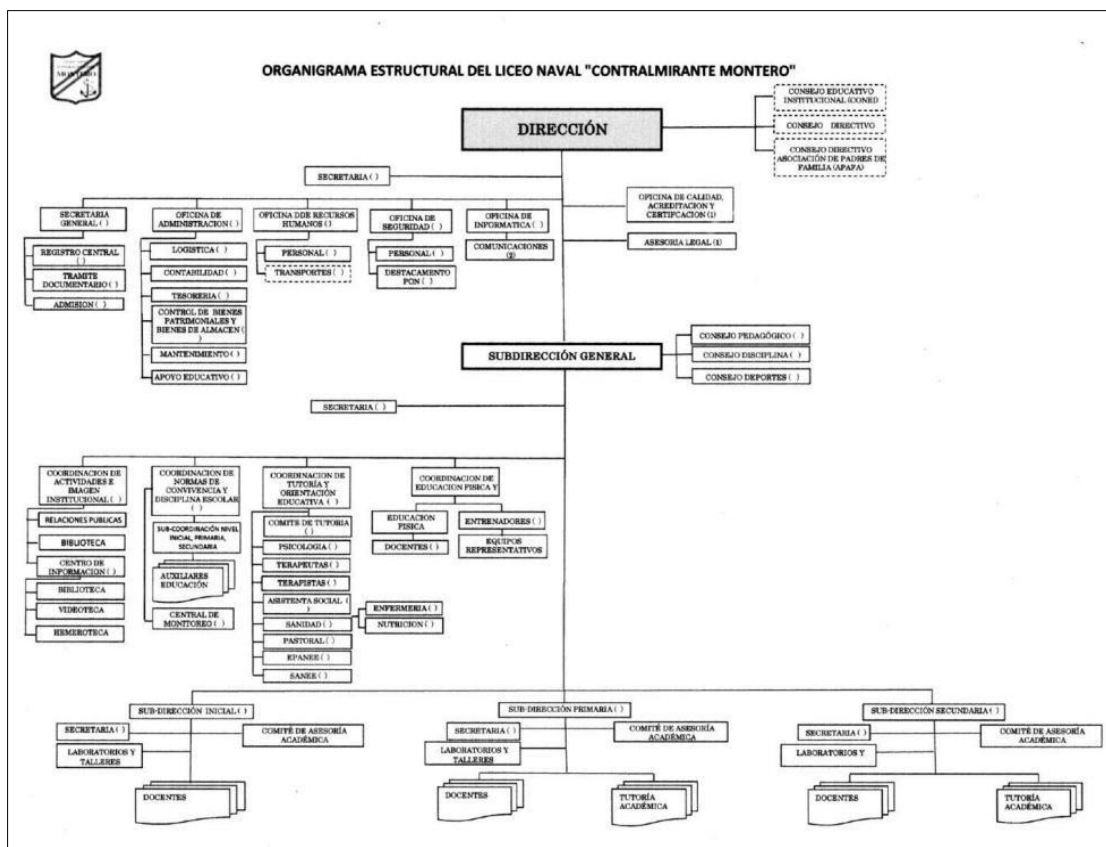 MONTERO
ORGANIGRAMA ESTRUCTURAL DEL LICEO NAVAL "CONTRALMIRANTE MONTERO"
DIRECCIÓN
CONSEJO EDUCATIVO
INSTITUCIONAL (CONEI)
CONSEJO DIRECTIVO
CONSEJO DIRECTIVO
ASOCIACIÓN DE PADRES DE
FAMILIA (APAFA)
SECRETARIA ( )
OFICINA DE CALIDAD,
ACREDITACION Y
CERTIFCACION (1)
ASESORIA LEGAL (1)
SECRETARIA
GENERAL ( )
REGISTRO CENTRAL
( )
TRAMITE
DOCUMENTARIO ( )
ADMISION ( )
OFICINA DE
ADMINISTRACION ( )
LOGISTICA ( )
CONTABILIDAD ( )
TESORERIA ( )
CONTROL DE BIENES
PATRIMONIALES Y
BIENES DE ALMACEN ( )
MANTENIMIENTO ( )
APOYO EDUCATIVO ( )
OFICINA DDE RECURSOS
HUMANOS ( )
PERSONAL ( )
TRANSPORTES ( )
OFICINA DE
SEGURIDAD ( )
PERSONAL ( )
DESTACAMENTO
PON ( )
OFICINA DE
INFORMATICA ( )
COMUNICACIONES
(2)
SUBDIRECCIÓN GENERAL
CONSEJO PEDAGÓGICO ( )
CONSEJO DISCIPLINA ( )
CONSEJO DEPORTES ( )
SECRETARIA ( )
COORDINACION DE
ACTIVIDADES E
IMAGEN
INSTITUCIONAL ( )
RELACIONES PUBLICAS
BIBLIOTECA
CENTRO DE
INFORMACION ( )
BIBLIOTECA
VIDEOTECA
HEMEROTECA
COORDINACION DE
NORMAS DE
CONVIVENCIA Y
DISCIPLINA ESCOLAR
( )
SUB-COORDINACIÓN NIVEL
INICIAL, PRIMARIA,
SECUNDARIA
AUXILIARES
EDUCACIÓN
CENTRAL DE
MONITOREO ( )
COORDINACION DE
TUTORÍA Y
ORIENTACIÓN
EDUCATIVA ( )
COMITE DE TUTORIA
( )
PSICOLOGIA ( )
TERAPEUTAS ( )
TERAPISTAS ( )
ASISTENTA SOCIAL ( )
SANIDAD ( )
PASTORAL ( )
EPANEE ( )
SANEE ( )
ENFERMERIA ( )
NUTRICION ( )
COORDINACION DE
EDUCACION FISICA Y
EDUCACION
FISICA
DOCENTES ( )
ENTRENADORES ( )
EQUIPOS
REPRESENTATIVOS
SUB-DIRECCIÓN INICIAL ( )
SECRETARIA ( )
COMITÉ DE ASESORÍA
ACADÉMICA
LABORATORIOS Y
TALLERES
DOCENTES
SUB-DIRECCIÓN PRIMARIA ( )
SECRETARIA ( )
COMITÉ DE ASESORÍA
ACADÉMICA
LABORATORIOS Y
TALLERES
DOCENTES
TUTORÍA
ACADÉMICA
SUB-DIRECCIÓN SECUNDARIA ( )
SECRETARIA ( )
COMITÉ DE ASESORÍA
ACADÉMICA
LABORATORIOS Y
DOCENTES
TUTORÍA
ACADÉMICA